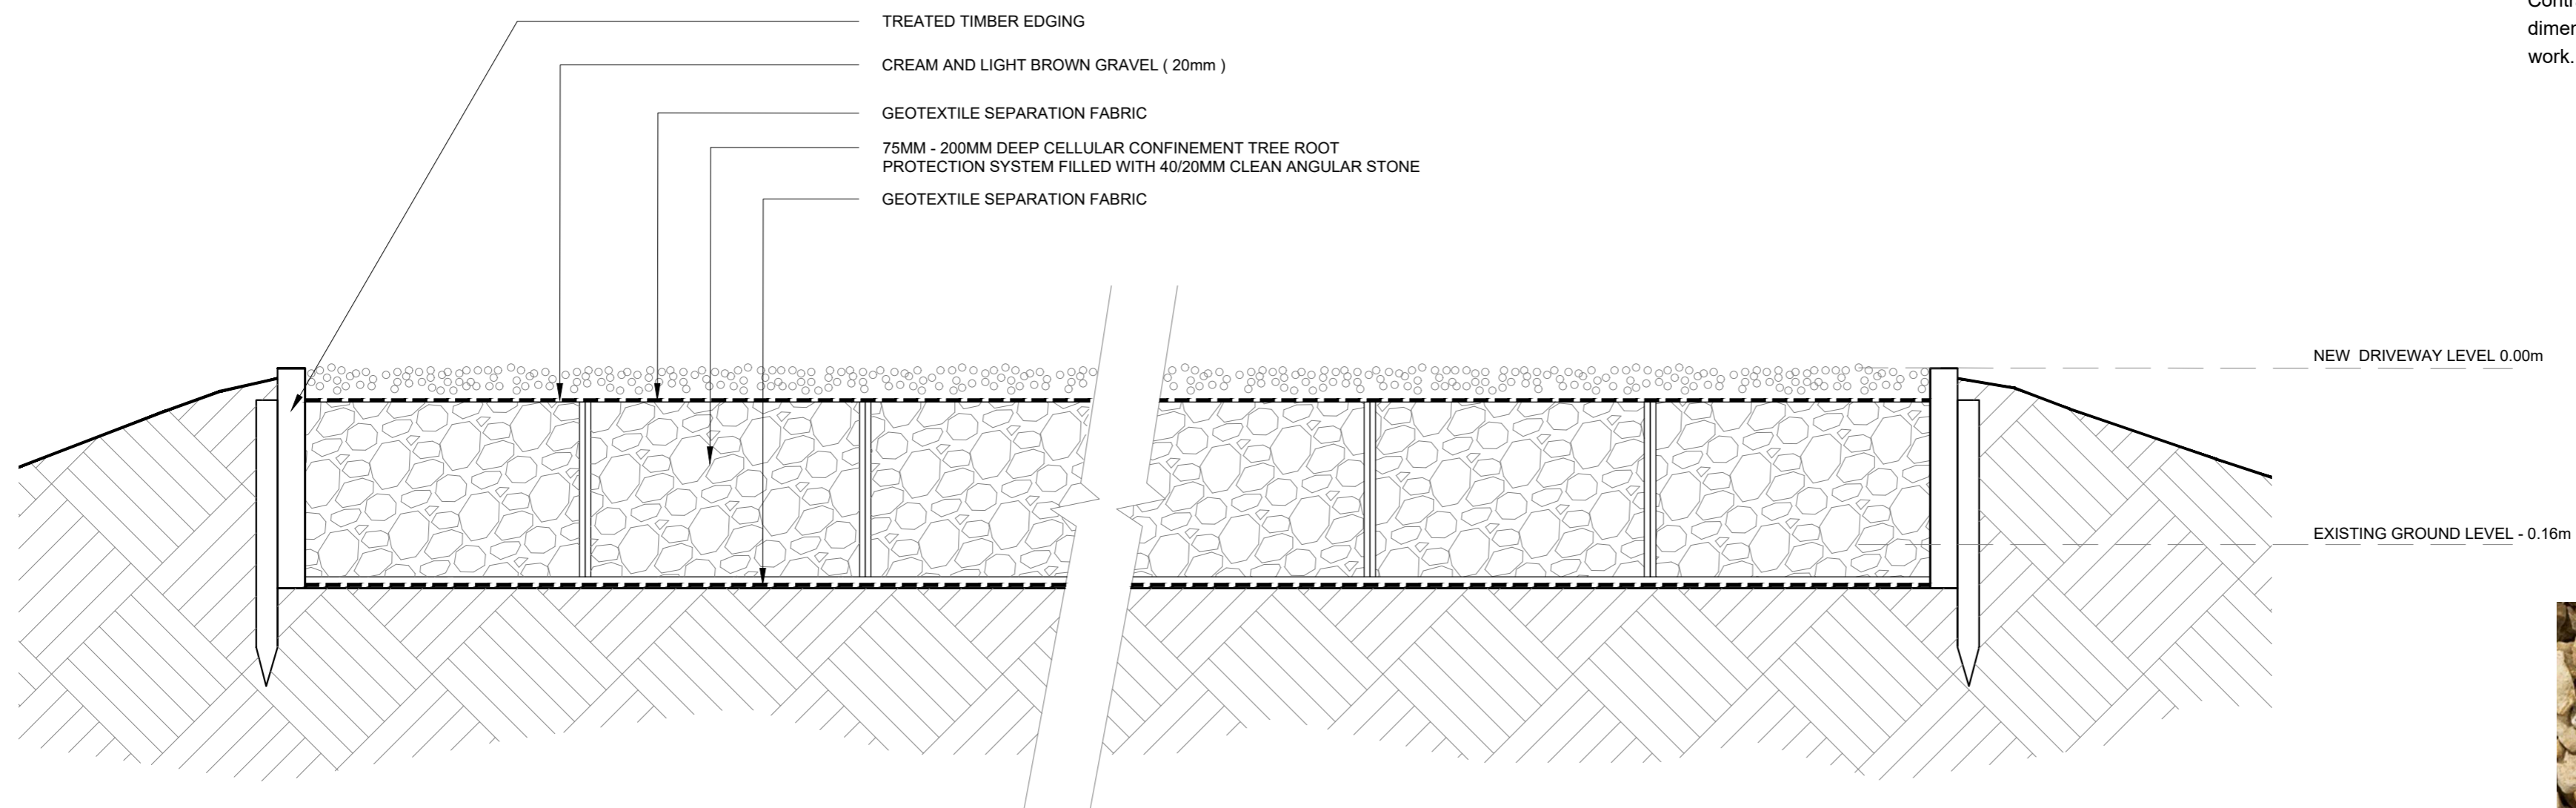 TREATED TIMBER EDGING
CREAM AND LIGHT BROWN GRAVEL ( 20mm )
GEOTEXTILE SEPARATION FABRIC
75MM - 200MM DEEP CELLULAR CONFINEMENT TREE ROOT
PROTECTION SYSTEM FILLED WITH 40/20MM CLEAN ANGULAR STONE
GEOTEXTILE SEPARATION FABRIC
work.
NEW DRIVEWAY LEVEL 0.00m
EXISTING GROUND LEVEL - 0.16m